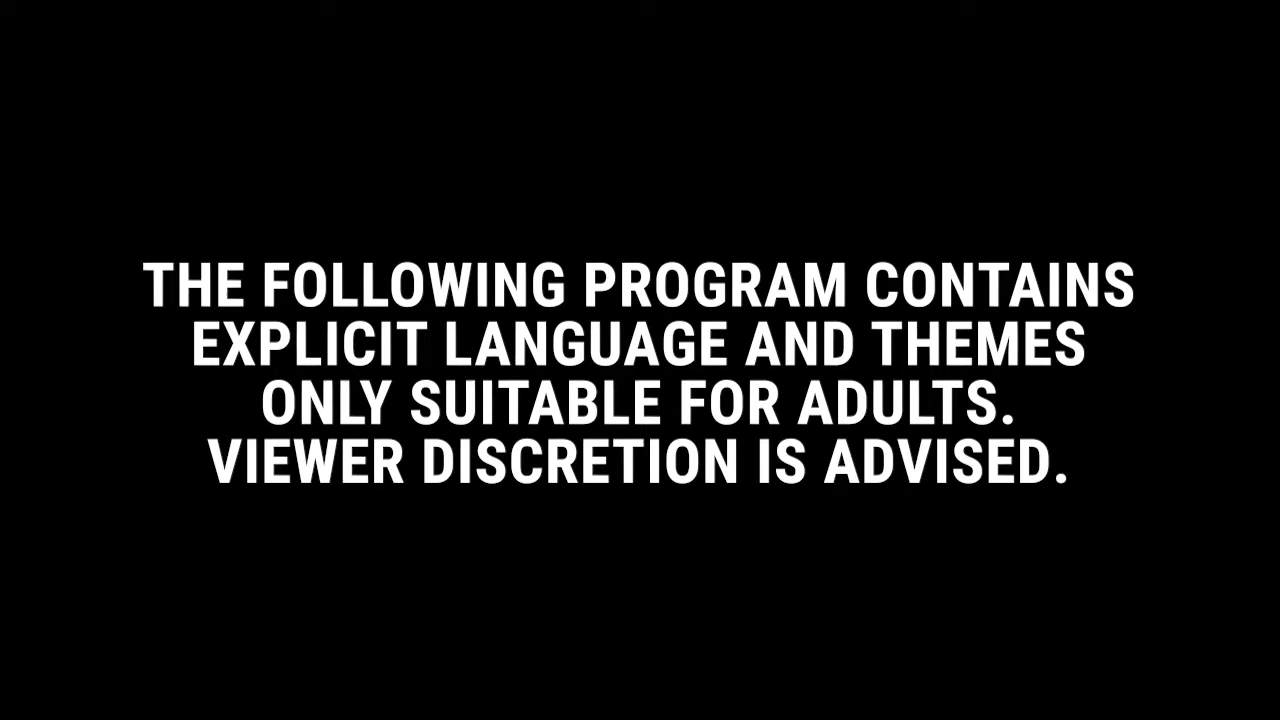 THE FOLLOWING PROGRAM CONTAINS
EXPLICIT LANGUAGE AND THEMES
ONLY SUITABLE FOR ADULTS.
VIEWER DISCRETION IS ADVISED.